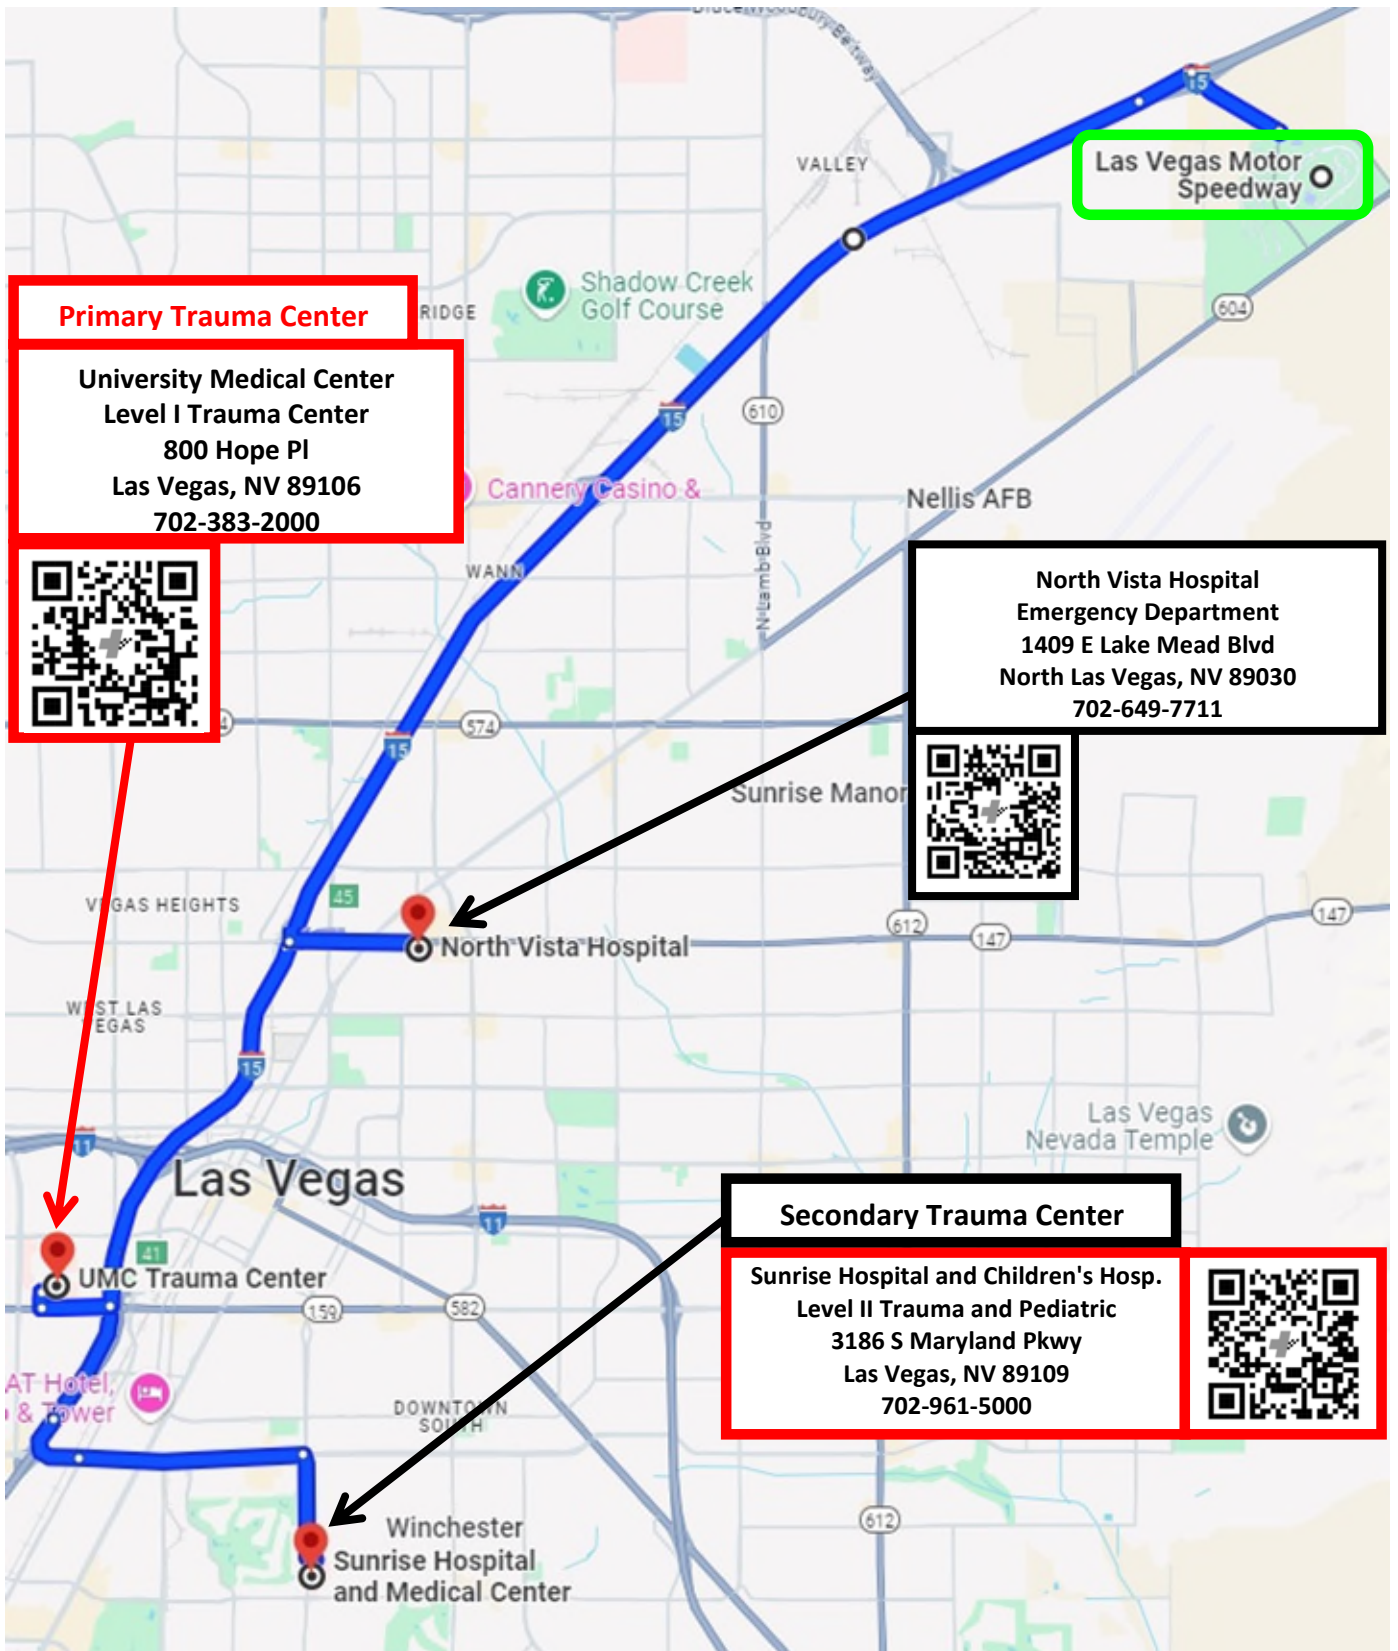 Bruce Woodbury Beltway
15
VALLEY
Las Vegas Motor
Speedway
604
Shadow Creek
Golf Course
RIDGE
Primary Trauma Center
University Medical Center
Level I Trauma Center
800 Hope Pl
Las Vegas, NV 89106
702-383-2000
15
610
Cannery Casino &
Nellis AFB
N Lamb Blvd
WANN
North Vista Hospital
Emergency Department
1409 E Lake Mead Blvd
North Las Vegas, NV 89030
702-649-7711
4
574
15
Sunrise Manor
45
VEGAS HEIGHTS
North Vista Hospital
612
147
147
WEST LAS
VEGAS
15
Las Vegas
Nevada Temple
11
Las Vegas
11
Secondary Trauma Center
Sunrise Hospital and Children's Hosp.
Level II Trauma and Pediatric
3186 S Maryland Pkwy
Las Vegas, NV 89109
702-961-5000
41
UMC Trauma Center
159
582
AT Hotel,
& Tower
DOWNTOWN
SOUTH
612
Winchester
Sunrise Hospital
and Medical Center